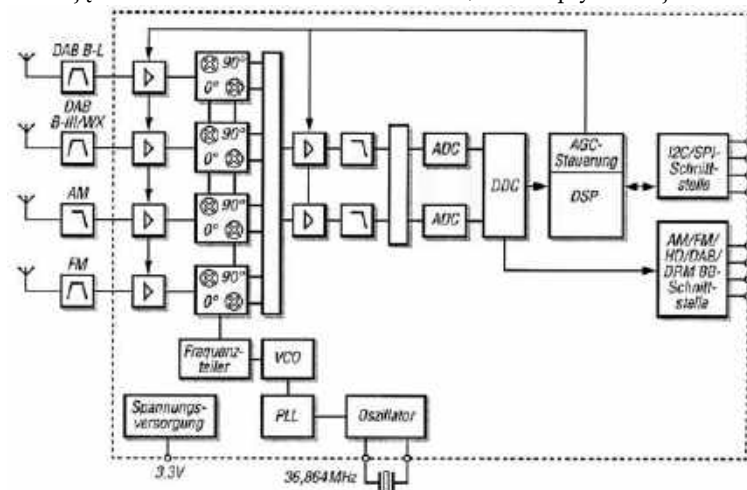 DAB B-L
90°
0°
DAB
B-III/WX
90°
0°
AM
90°
0°
FM
90°
0°
ADC
ADC
DDC
AGC-
Steuerung
DSP
I2C/SPI-
Schnitt-
stelle
AM/FM/
HD/DAB/
DRM BB-
Schnitt-
stelle
Frequenz-
teiler
VCO
Spannungs-
versorgung
PLL
Oszillator
3.3V
36,864MHz